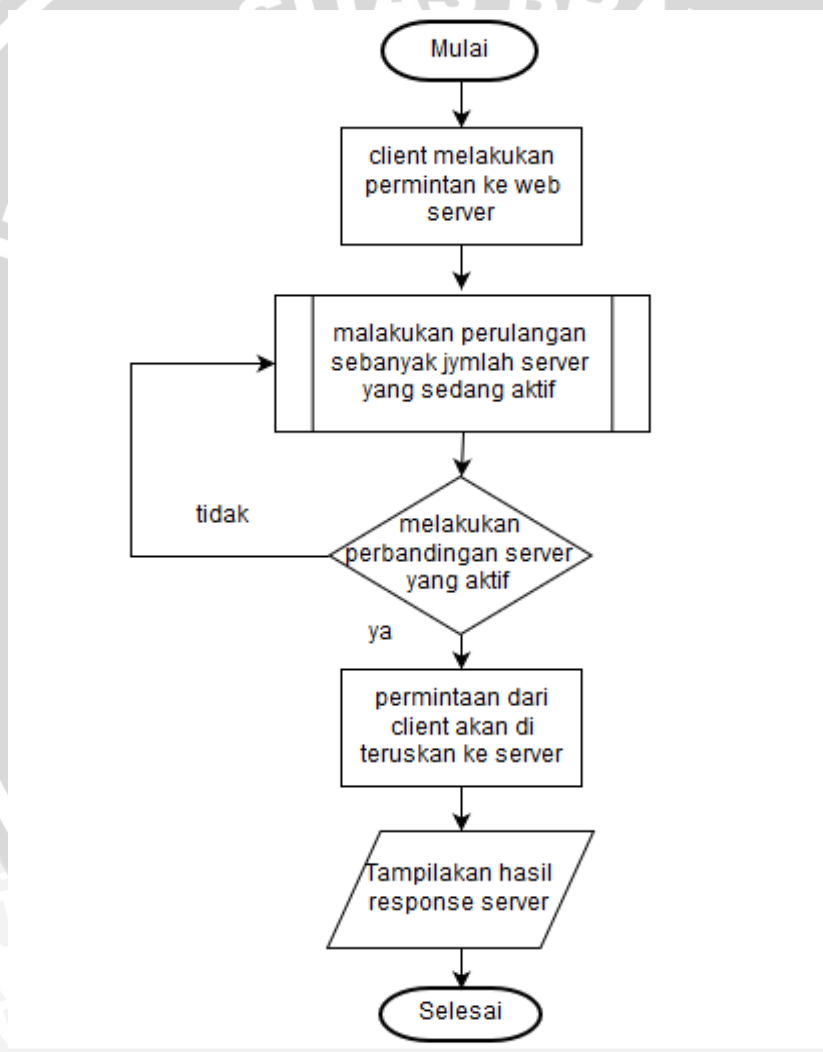 Mulai
client melakukan
permintan ke web
server
malakukan perulangan
sebanyak jymlah server
yang sedang aktif
tidak
melakukan
perbandingan server
yang aktif
ya
permintaan dari
client akan di
teruskan ke server
Tampilakan hasil
response server
Selesai